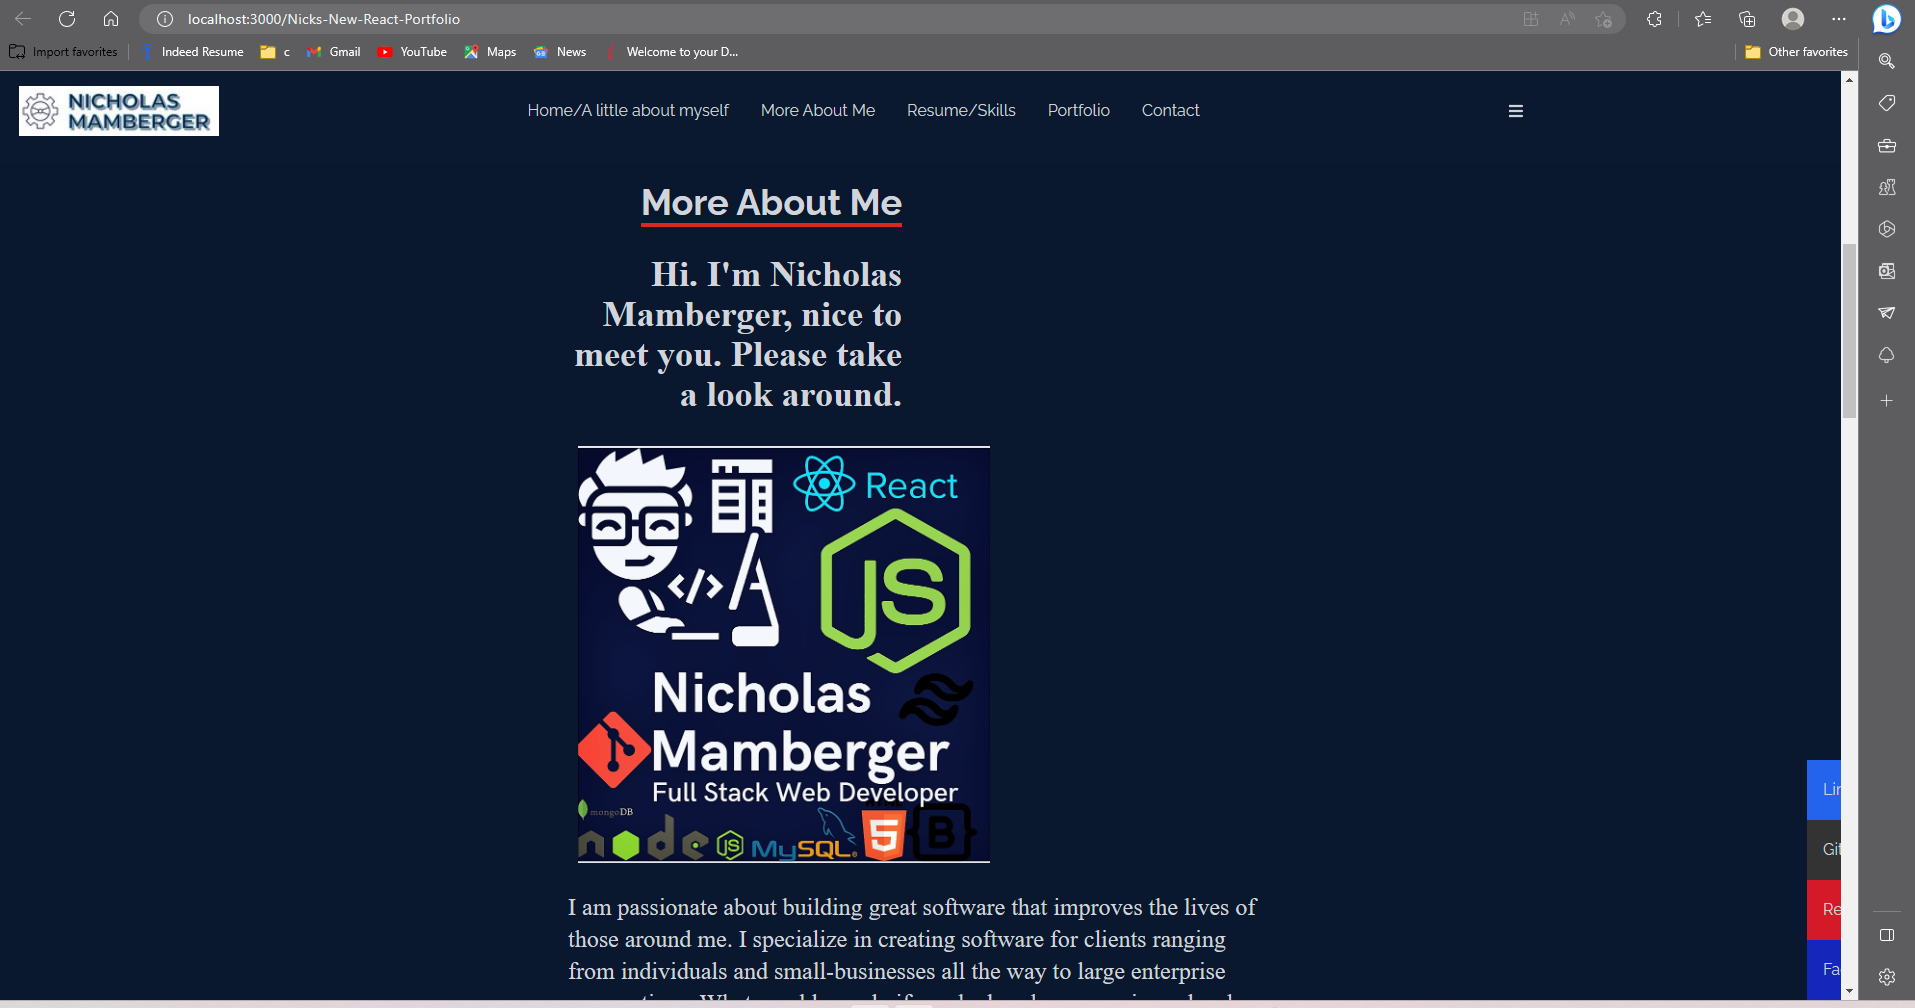 localhost:3000/Nicks-New-React-Portfolio
Import favorites
Indeed Resume
c
Gmail
YouTube
Maps
News
Welcome to your D...
Other favorites
NICHOLAS
MAMBERGER
Home/A little about myself
More About Me
Resume/Skills
Portfolio
Contact
More About Me
Hi. I'm Nicholas
Mamberger, nice to
meet you. Please take
a look around.
React
</>
JS
Nicholas
Mamberger
Full Stack Web Developer
mongoDB
node
JS
MySQL
5
B
I am passionate about building great software that improves the lives of
those around me. I specialize in creating software for clients ranging
from individuals and small-businesses all the way to large enterprise
Lin
Git
Re
Fa